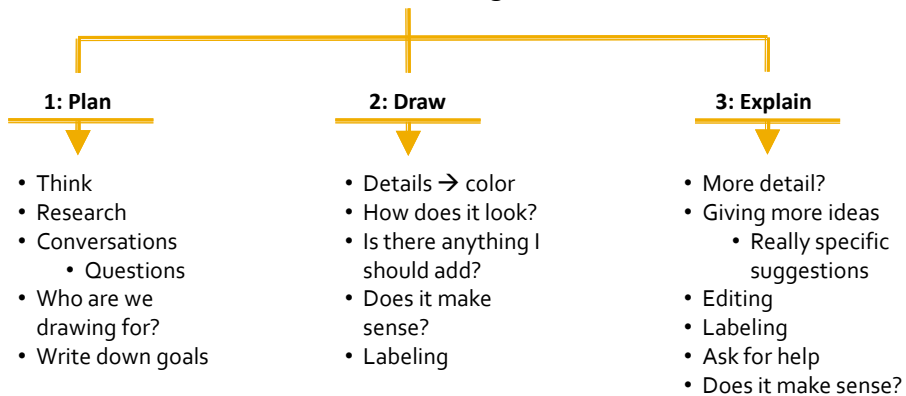 1: Plan
• Think
• Research
• Conversations
• Questions
• Who are we
drawing for?
• Write down goals
2: Draw
• Details → color
• How does it look?
• Is there anything I
should add?
• Does it make
sense?
• Labeling
3: Explain
• More detail?
• Giving more ideas
• Really specific
suggestions
• Editing
• Labeling
• Ask for help
• Does it make sense?